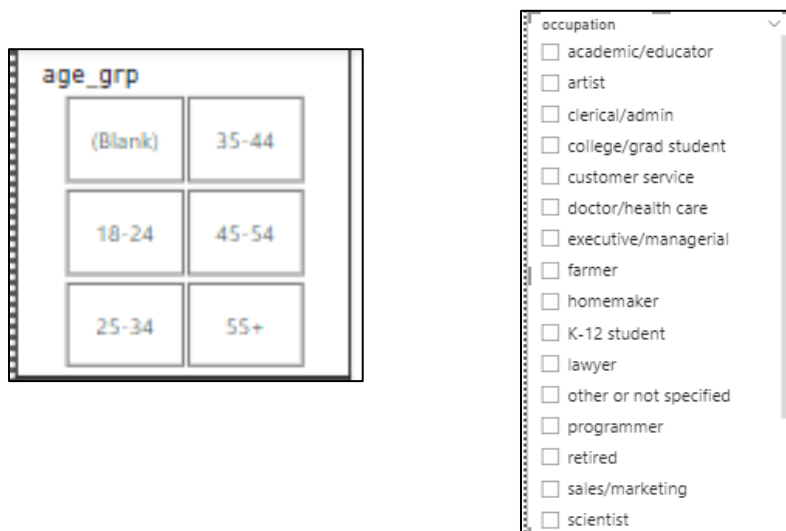 age_grp
(Blank) 35-44
18-24 45-54
25-34 55+
occupation
academic/educator
artist
clerical/admin
college/grad student
customer service
doctor/health care
executive/managerial
farmer
homemaker
K-12 student
lawyer
other or not specified
programmer
retired
sales/marketing
scientist